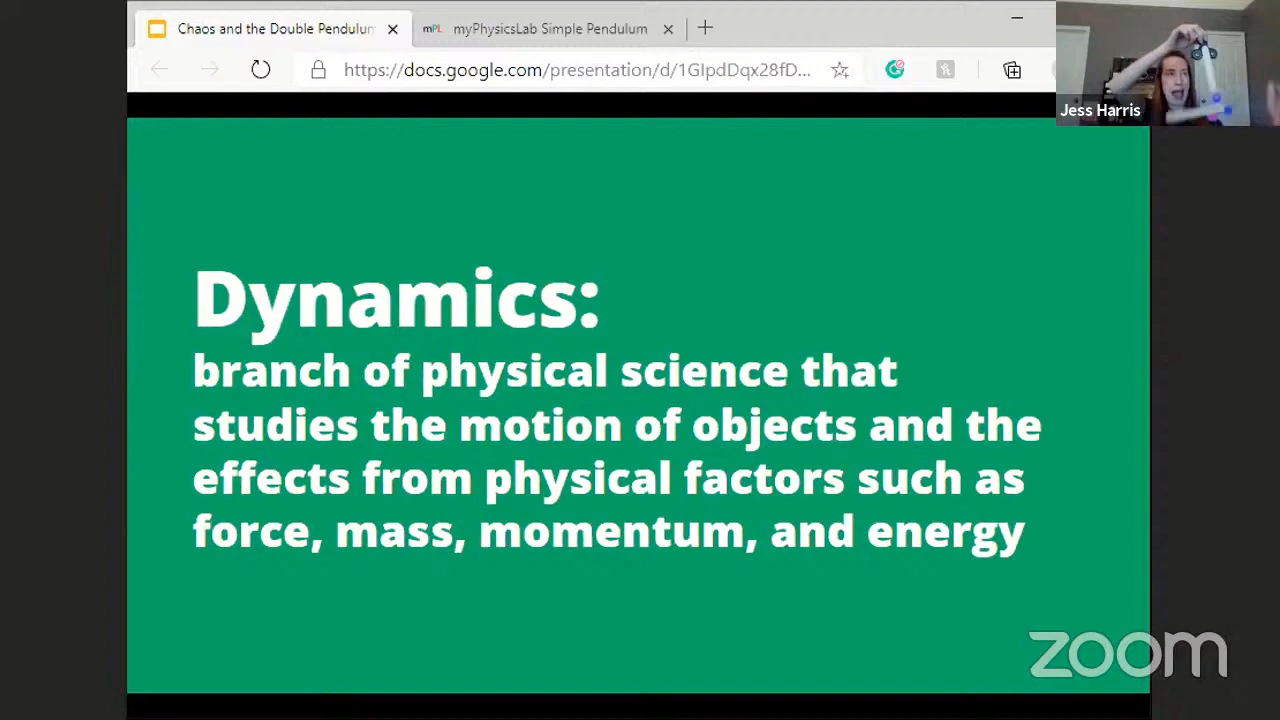 Chaos and the Double Pendulum
mPL myPhysicsLab Simple Pendulum
https://docs.google.com/presentation/d/1GIpdDqx28fD...
Jess Harris
Dynamics:
branch of physical science that
studies the motion of objects and the
effects from physical factors such as
force, mass, momentum, and energy
zoom